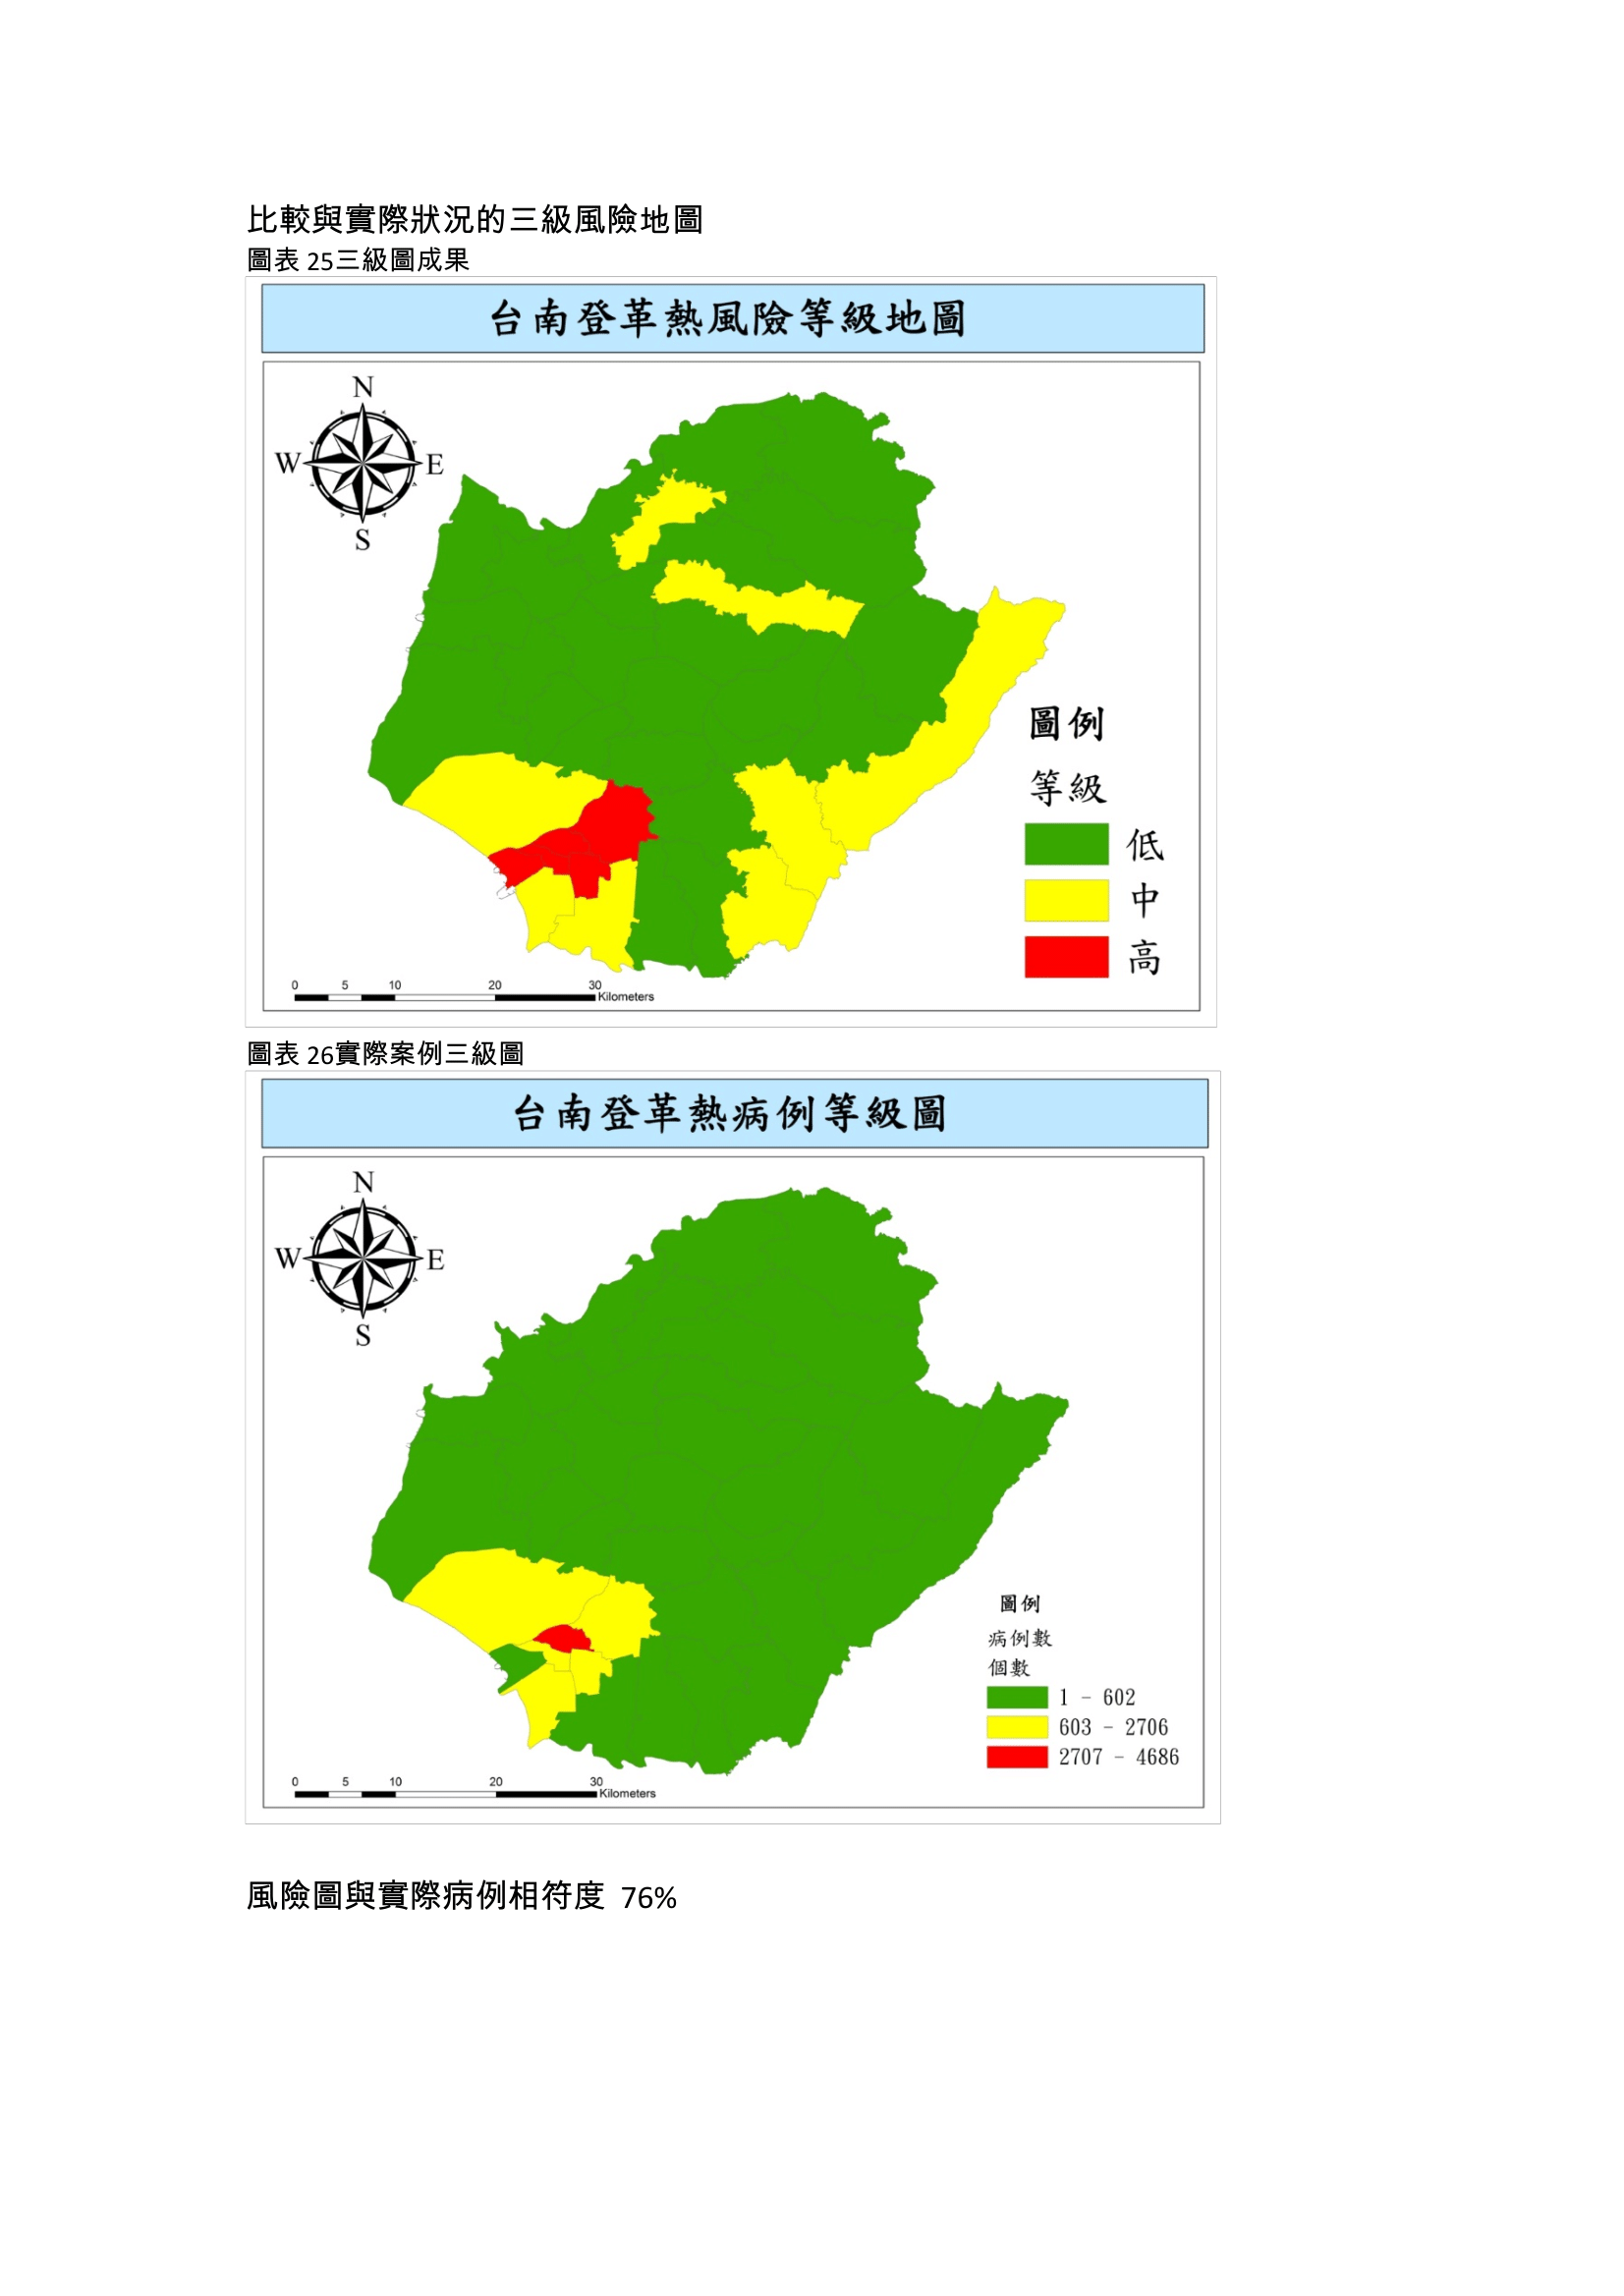 比較與實際狀況的三級風險地圖
圖表 25三級圖成果
台南登革熱風險等級地圖
N
W E
S
圖例
等級
低
中
高
0 5 10 20 30
Kilometers
圖表 26實際案例三級圖
台南登革熱病例等級圖
N
W E
S
圖例
病例數
個數
1 - 602
603 - 2706
2707 - 4686
0 5 10 20 30
Kilometers
風險圖與實際病例相符度 76%